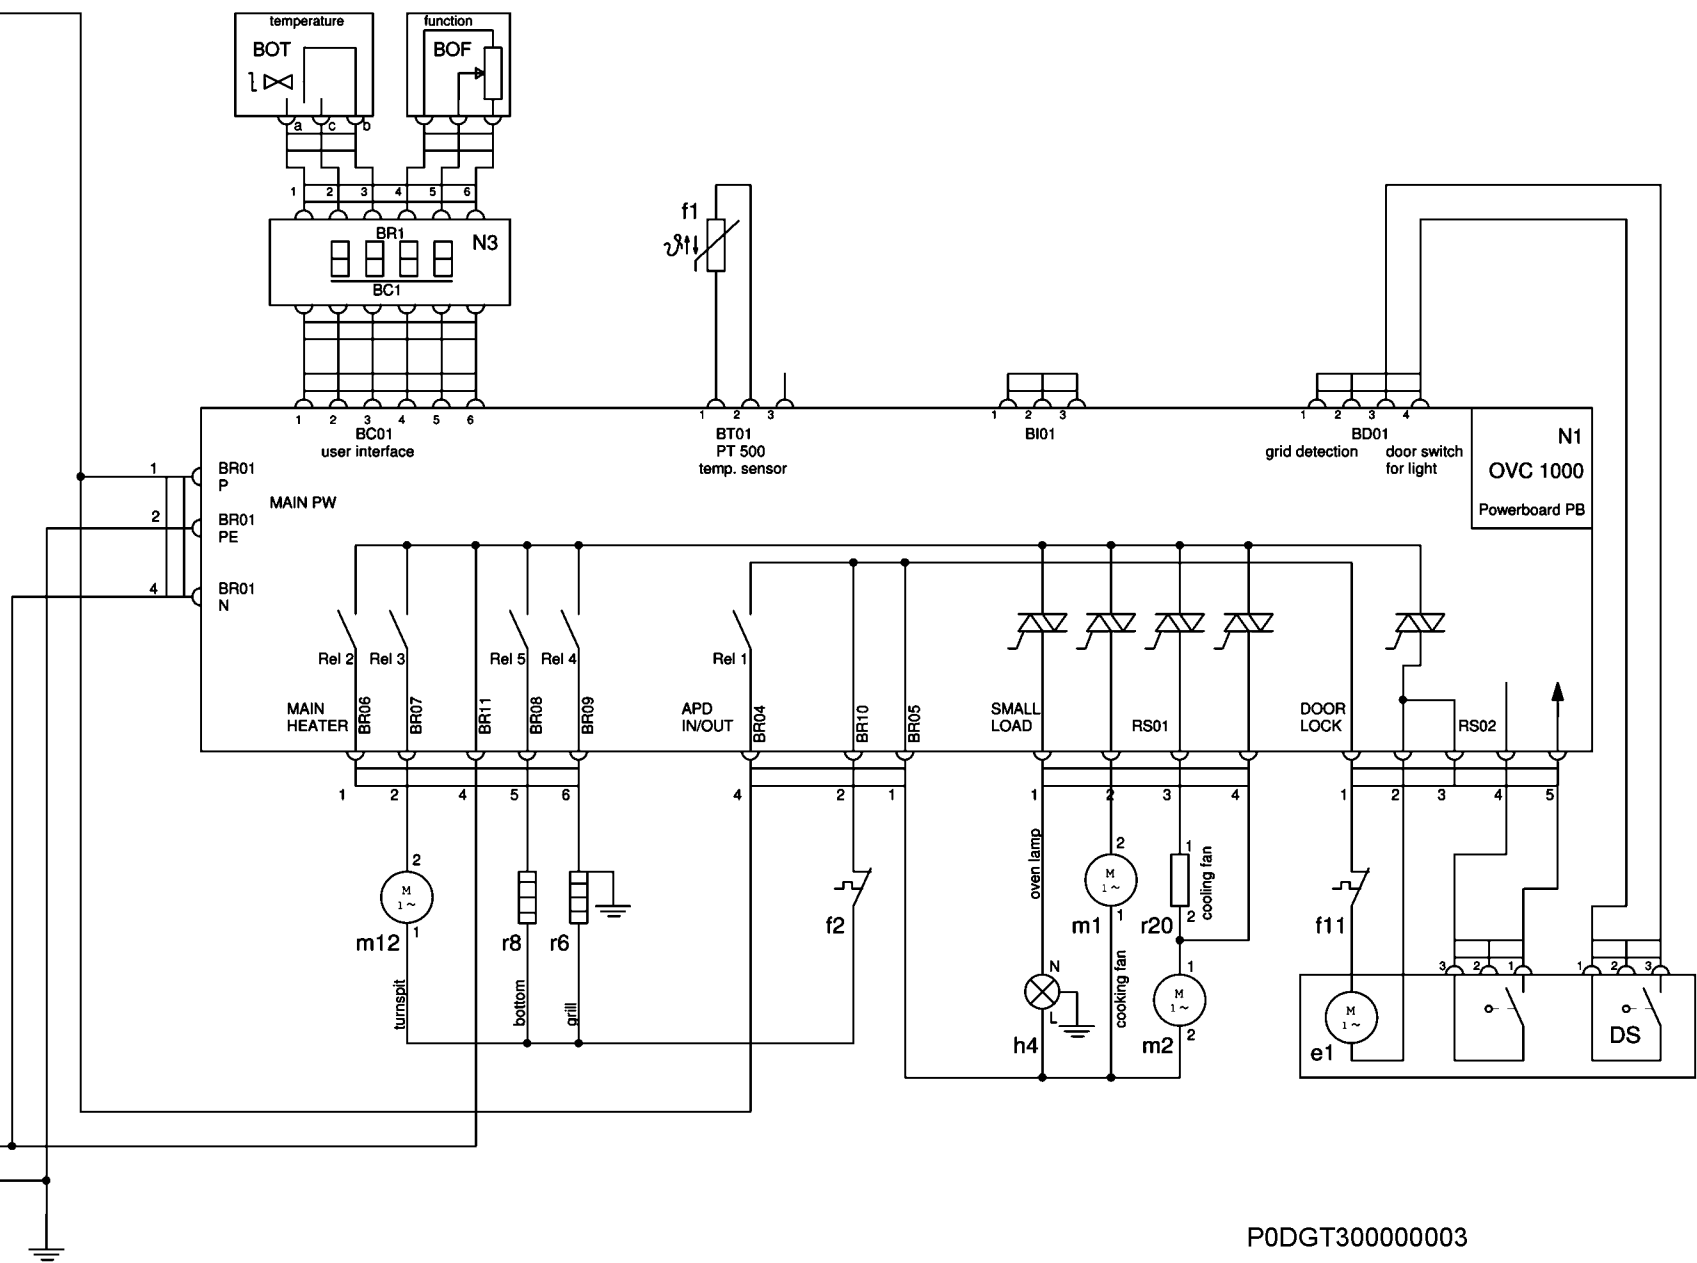 temperature
function
BOT
BOF
a c b
1 2 3 4 5 6
BR1
N3
BC1
f1
1 2 3 4 5 6
1 2 3
1 2 3
1 2 3 4
BC01
user interface
BT01
PT 500
temp. sensor
BI01
BD01
grid detection
door switch
for light
N1
OVC 1000
Powerboard PB
1
BR01
P
MAIN PW
2
BR01
PE
4
BR01
N
Rel 2
Rel 3
Rel 5
Rel 4
Rel 1
MAIN
HEATER
BR06
BR07
BR11
BR08
BR09
APD
IN/OUT
BR04
BR10
BR05
SMALL
LOAD
RS01
DOOR
LOCK
RS02
1 2 4 5 6
4 2 1
1 2 3 4
1 2 3 4 5
2
M
1~
1
m12
turnspit
r8
bottom
r6
grill
f2
oven lamp
N
L
h4
2
M
1~
1
m1
cooking fan
1
2
r20
cooling fan
1
M
1~
2
m2
f11
M
1~
e1
3 2 1
1 2 3
DS
P0DGT300000003